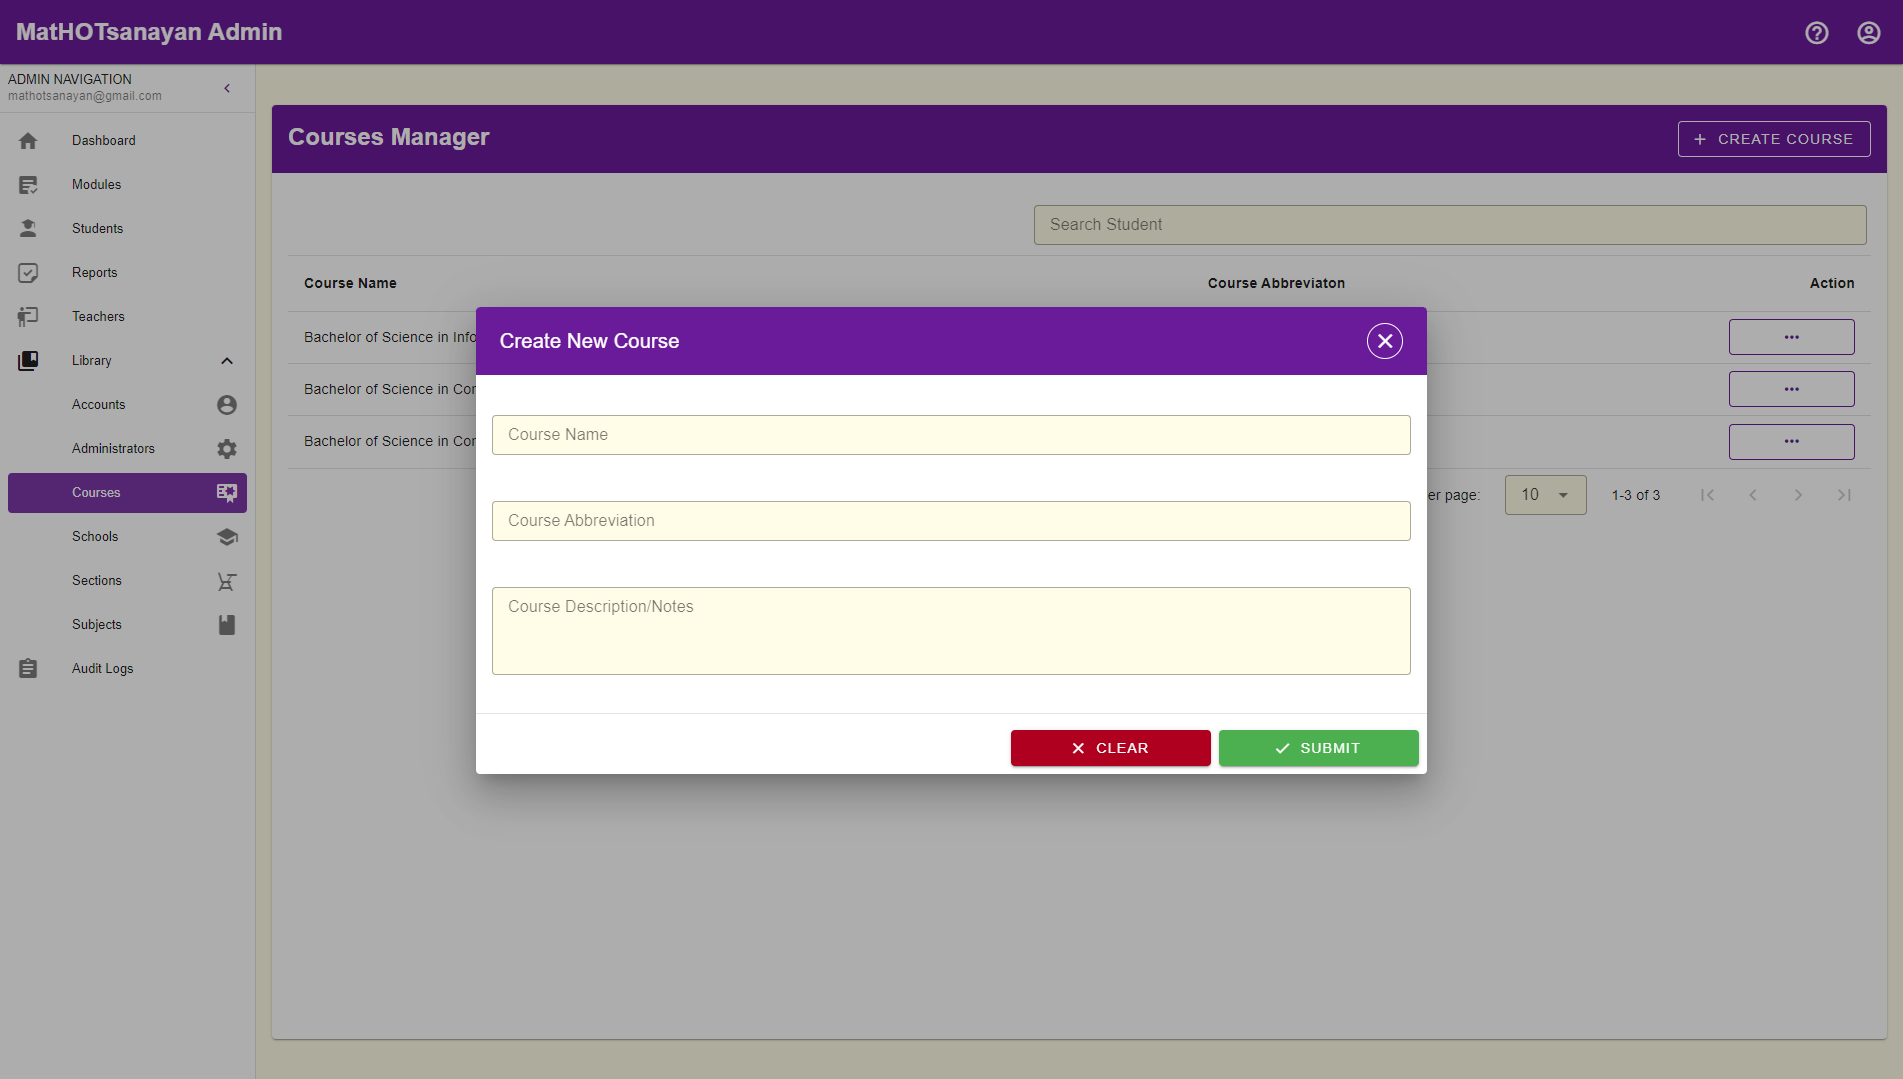 MatHOTsanayan Admin
ADMIN NAVIGATION
mathotsanayan@gmail.com
Dashboard
Modules
Students
Reports
Teachers
Library
Accounts
Administrators
Courses
Schools
Sections
Subjects
Audit Logs
Courses Manager
CREATE COURSE
Search Student
Course Name Course Abbreviaton Action
Bachelor of Science in Info
Bachelor of Science in
Bachelor of Science in
er page: 10 1-3 of 3
Create New Course
Course Name
Course Abbreviation
Course Description/Notes
CLEAR SUBMIT